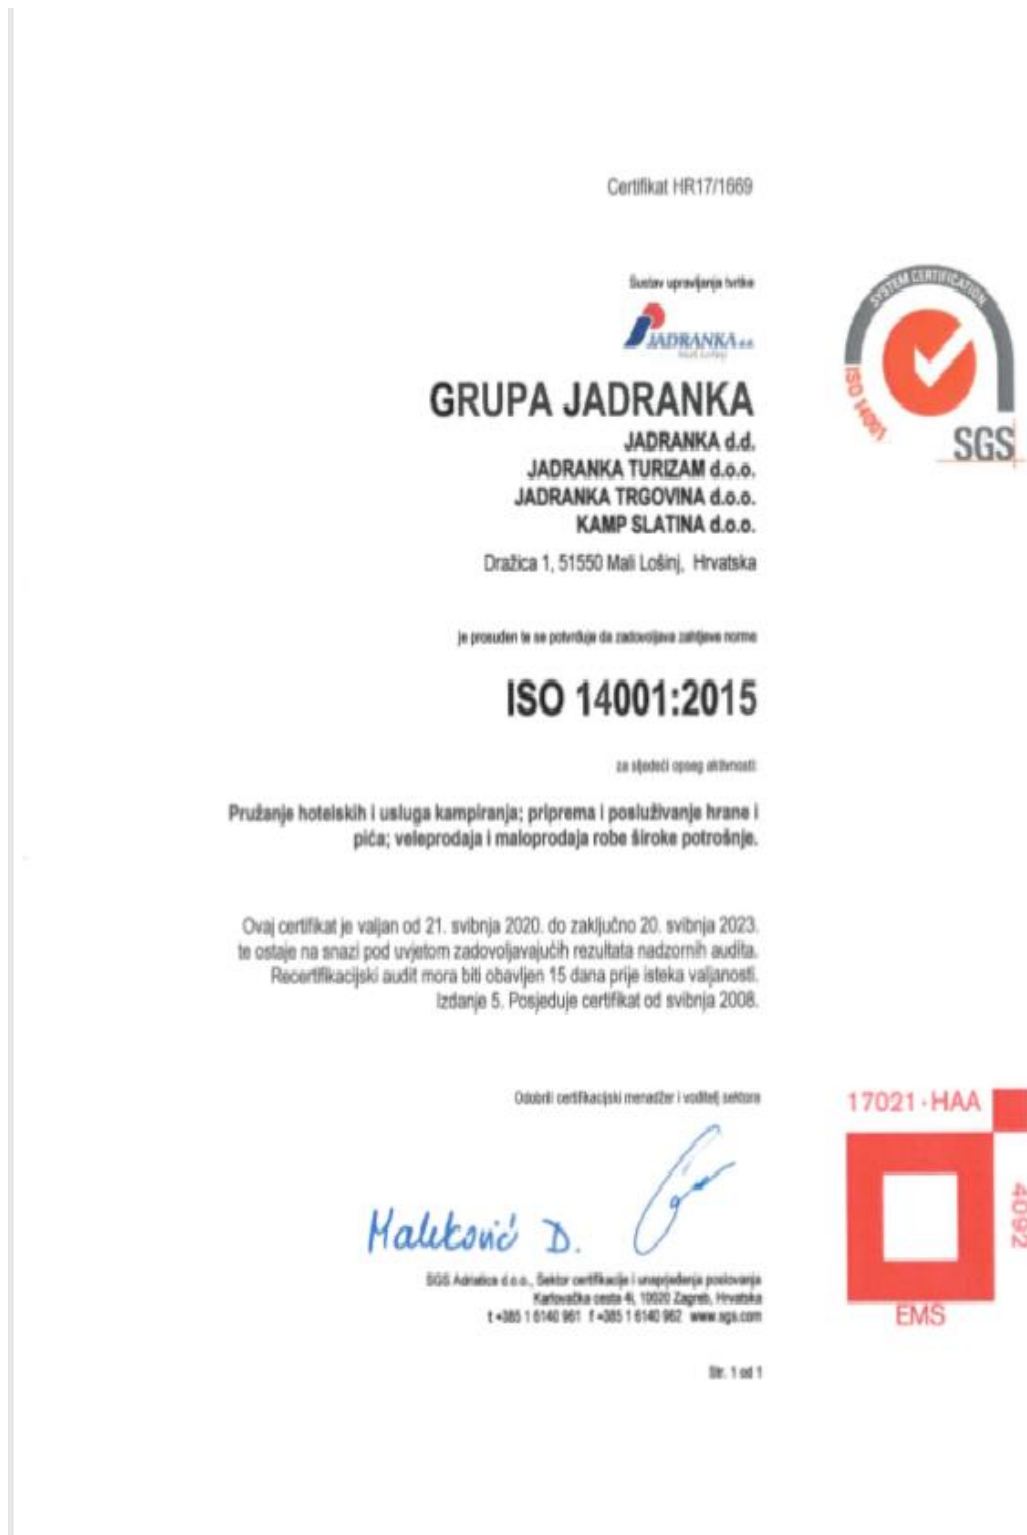 Certifikat HR17/1669
Sustav upravljanja tvrtke
JADRANKA d.d.
Mali Lošinj
GRUPA JADRANKA
JADRANKA d.d.
JADRANKA TURIZAM d.o.o.
JADRANKA TRGOVINA d.o.o.
KAMP SLATINA d.o.o.
Dražica 1, 51550 Mali Lošinj, Hrvatska
je prosuđen te se potvrđuje da zadovoljava zahtjeve norme
ISO 14001:2015
za sljedeći opseg aktivnosti:
Pružanje hotelskih i usluga kampiranja; priprema i posluživanje hrane i
pića; veleprodaja i maloprodaja robe široke potrošnje.
Ovaj certifikat je valjan od 21. svibnja 2020. do zaključno 20. svibnja 2023.
te ostaje na snazi pod uvjetom zadovoljavajućih rezultata nadzornih audita.
Recertifikacijski audit mora biti obavljen 15 dana prije isteka valjanosti.
Izdanje 5. Posjeduje certifikat od svibnja 2008.
Odobrili certifikacijski menadžer i voditelj sektora
Maleković D.
SGS Adriatica d.o.o., Sektor certifikacije i unaprjeđenja poslovanja
Karlovačka cesta 4l, 10020 Zagreb, Hrvatska
t +385 1 6140 961 f +385 1 6140 962 www.sgs.com
Str. 1 od 1
SYSTEM CERTIFICATION
ISO 14001
SGS
17021-HAA
4092
EMS